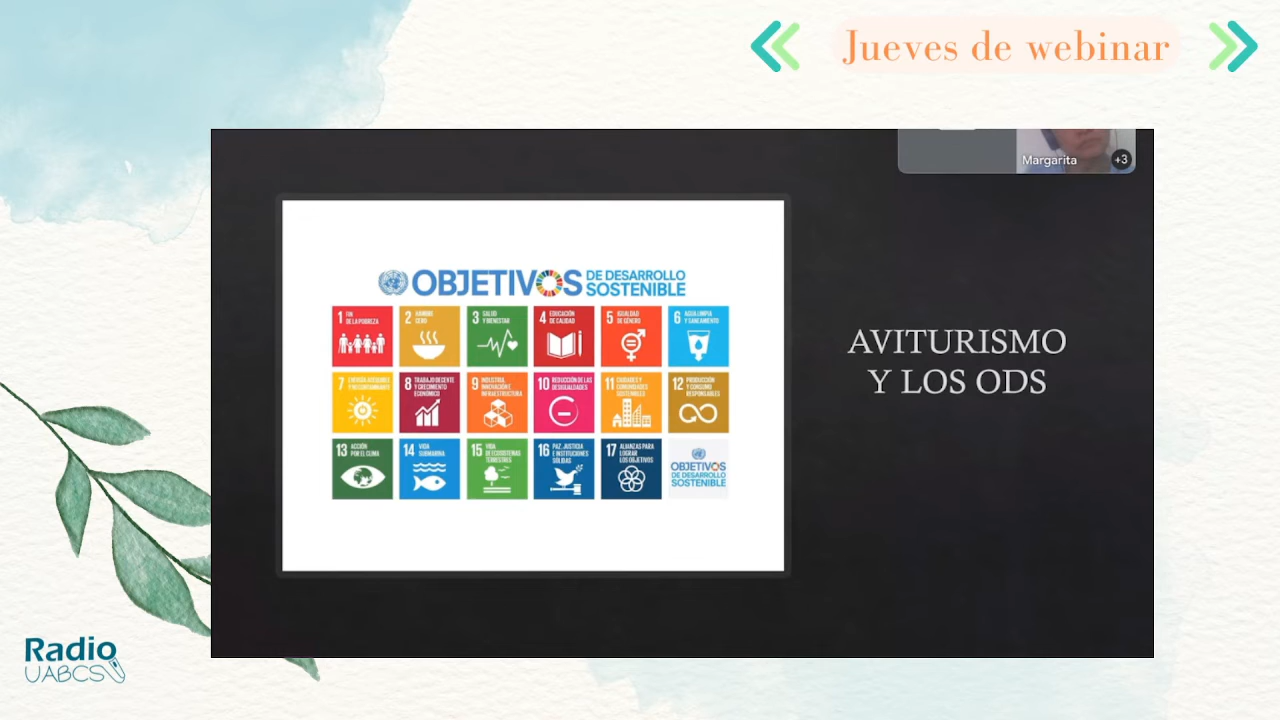 Jueves de webinar
Margarita
+3
OBJETIVOS
DE DESARROLLO
SOSTENIBLE
1 FIN
DE LA POBREZA
2 HAMBRE
CERO
3 SALUD
Y BIENESTAR
4 EDUCACIÓN
DE CALIDAD
5 IGUALDAD
DE GÉNERO
6 AGUA LIMPIA
Y SANEAMIENTO
7 ENERGÍA ASEQUIBLE
Y NO CONTAMINANTE
8 TRABAJO DECENTE
Y CRECIMIENTO
ECONÓMICO
9 INDUSTRIA,
INNOVACIÓN E
INFRAESTRUCTURA
10 REDUCCIÓN DE LAS
DESIGUALDADES
11 CIUDADES Y
COMUNIDADES
SOSTENIBLES
12 PRODUCCIÓN
Y CONSUMO
RESPONSABLES
13 ACCIÓN
POR EL CLIMA
14 VIDA
SUBMARINA
15 VIDA
DE ECOSISTEMAS
TERRESTRES
16 PAZ, JUSTICIA
E INSTITUCIONES
SÓLIDAS
17 ALIANZAS PARA
LOGRAR
LOS OBJETIVOS
OBJETIVOS
DE DESARROLLO
SOSTENIBLE
AVITURISMO
Y LOS ODS
Radio
UABCS